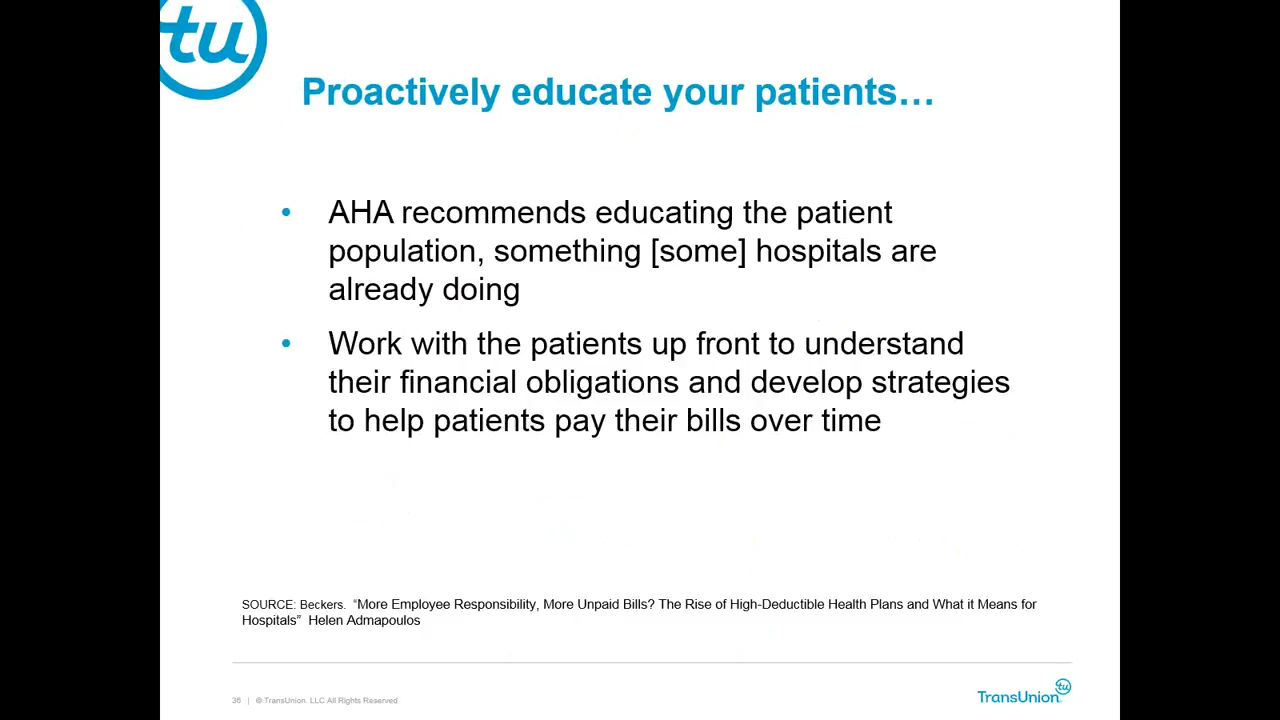 tu
Proactively educate your patients…
• AHA recommends educating the patient
population, something [some] hospitals are
already doing
• Work with the patients up front to understand
their financial obligations and develop strategies
to help patients pay their bills over time
SOURCE: Beckers. “More Employee Responsibility, More Unpaid Bills? The Rise of High-Deductible Health Plans and What it Means for
Hospitals” Helen Admapoulos
36 | © TransUnion. LLC All Rights Reserved
TransUnion tu